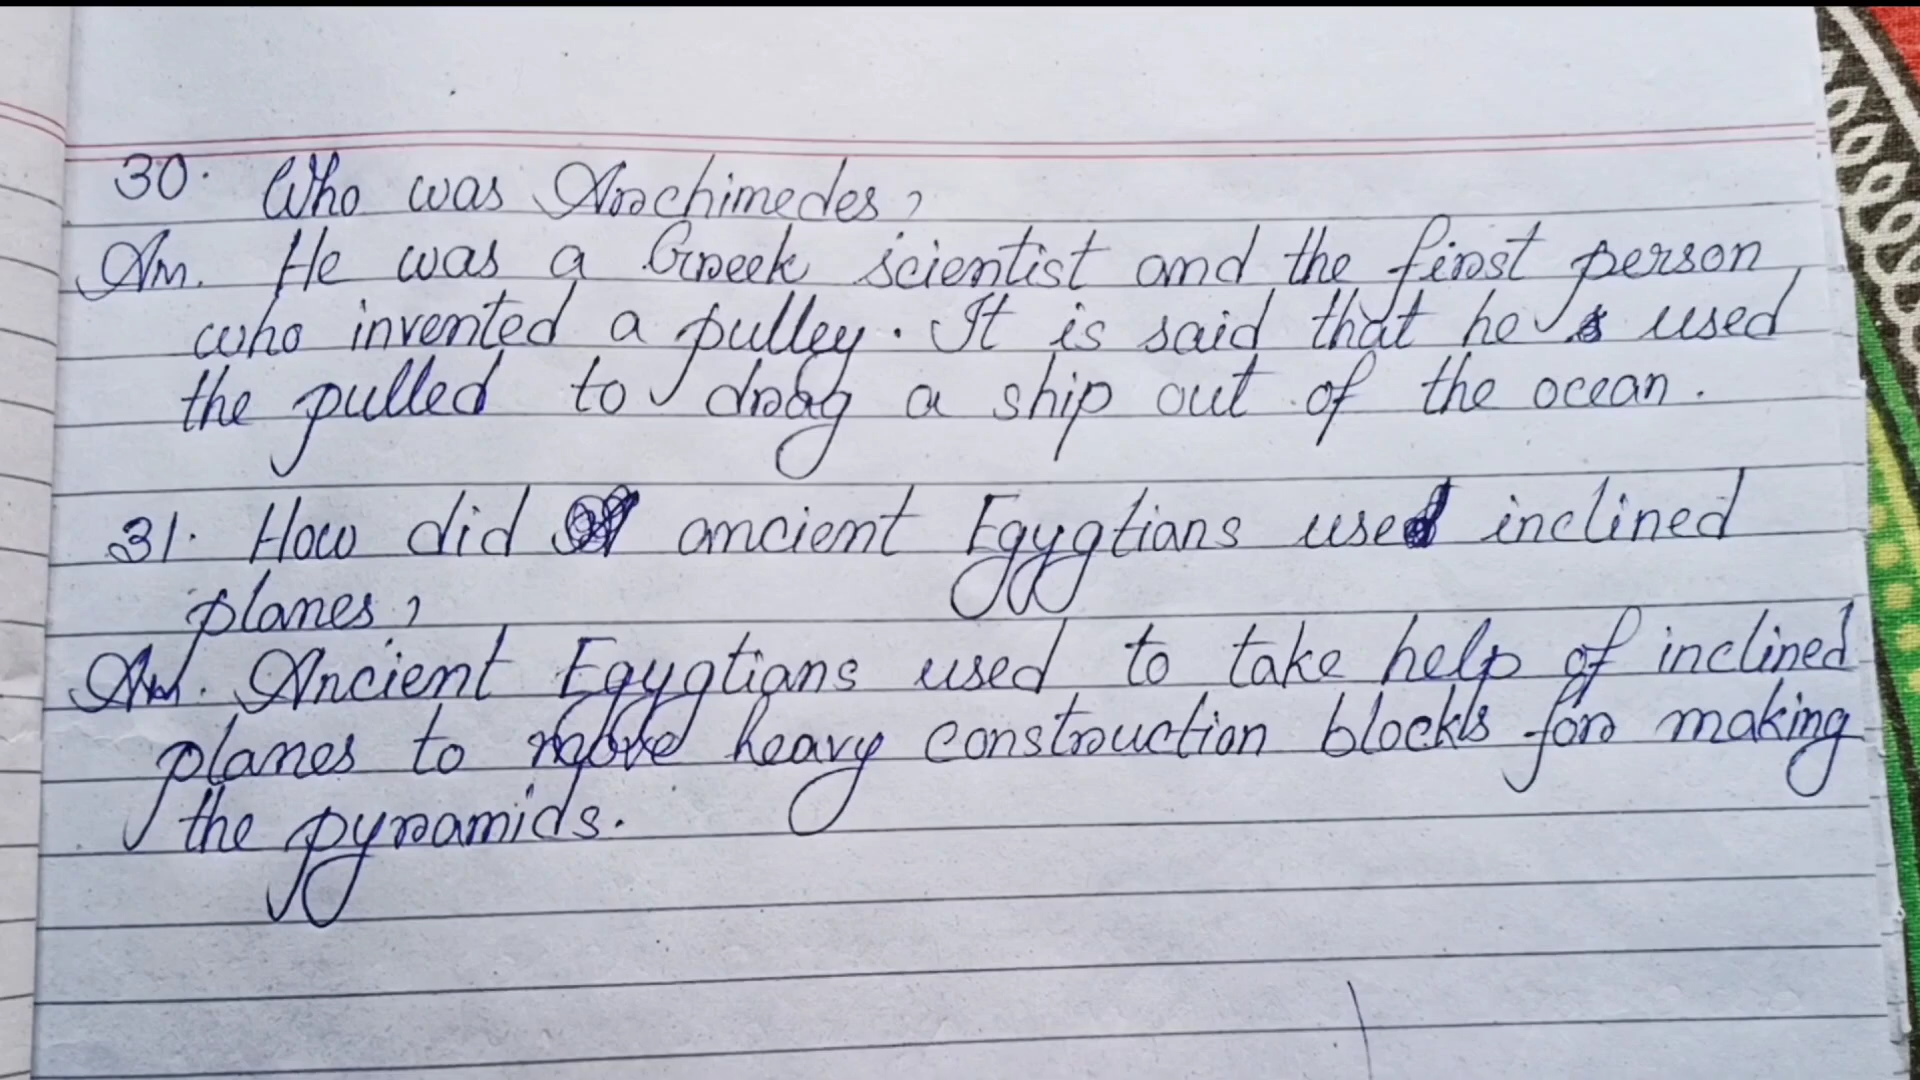 30. Who was Archimedes?
Ans. He was a Greek scientist and the first person
who invented a pulley. It is said that he used
the pulled to drag a ship out of the ocean.
31. How did ancient Egygtians use inclined
planes?
Ans. Ancient Egygtians used to take help of inclined
planes to move heavy construction blocks for making
the pyramids.